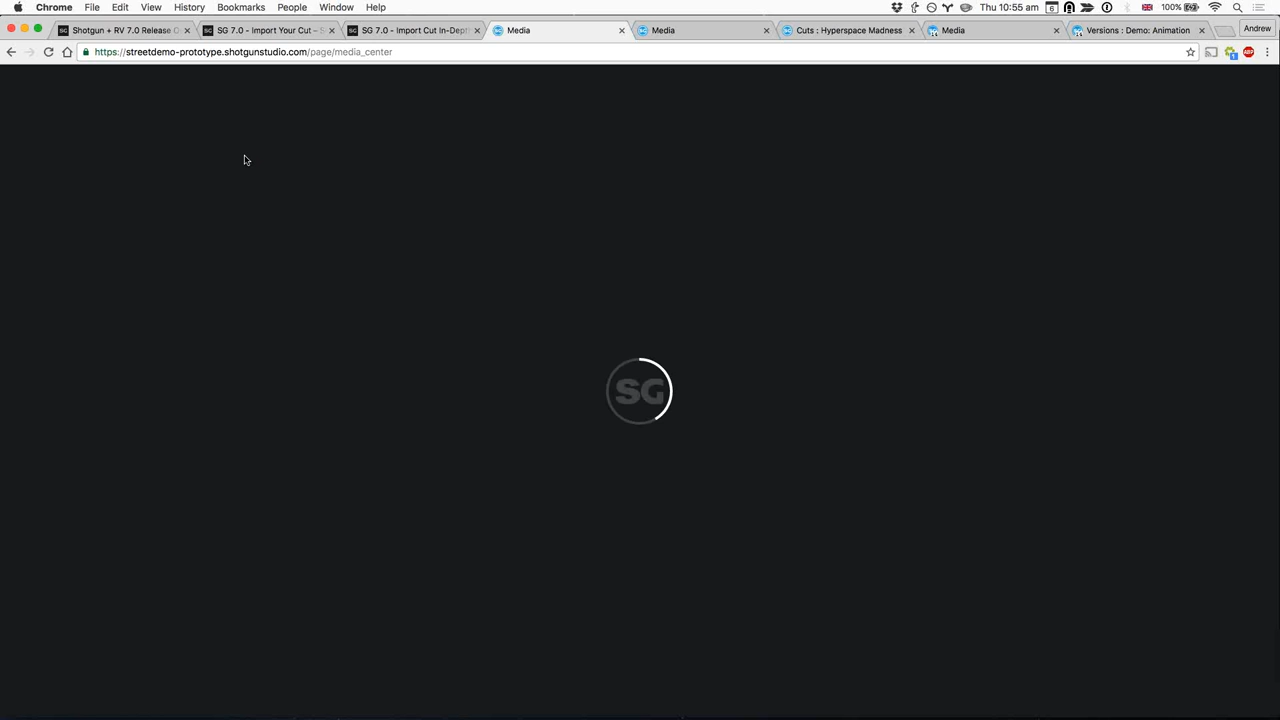 Chrome File Edit View History Bookmarks People Window Help Thu 10:55 am 6 100%
Shotgun + RV 7.0 Release O SG 7.0 - Import Your Cut – S SG 7.0 - Import Cut In-Dept Media Media Cuts : Hyperspace Madness Media Versions : Demo: Animation Andrew
https://streetdemo-prototype.shotgunstudio.com/page/media_center
SG